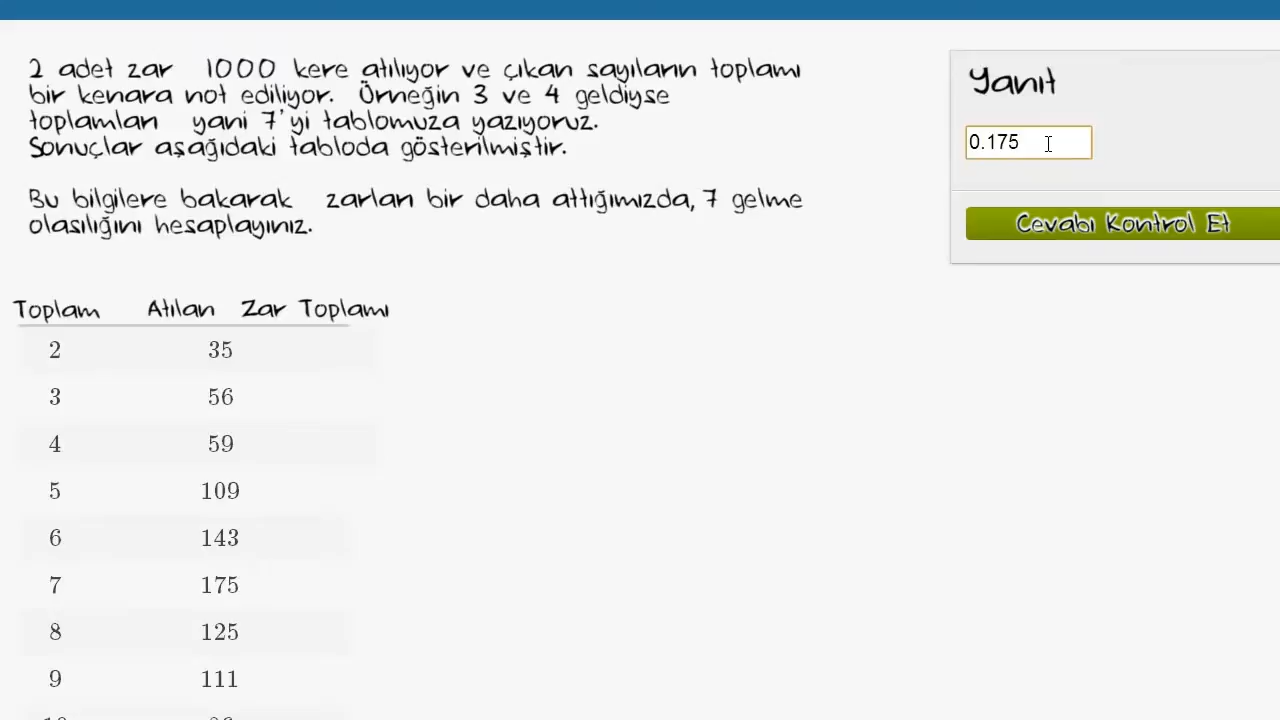 2 adet zar 1000 kere atılıyor ve çıkan sayıların toplamı
bir kenara not ediliyor. Örneğin 3 ve 4 geldiyse
toplamları yani 7'yi tablomuza yazıyoruz.
Sonuçlar aşağıdaki tabloda gösterilmiştir.
Bu bilgilere bakarak zarları bir daha attığımızda, 7 gelme
olasılığını hesaplayınız.
Yanıt
0.175
Cevabı Kontrol Et
Toplam Atılan Zar Toplamı
2 35
3 56
4 59
5 109
6 143
7 175
8 125
9 111